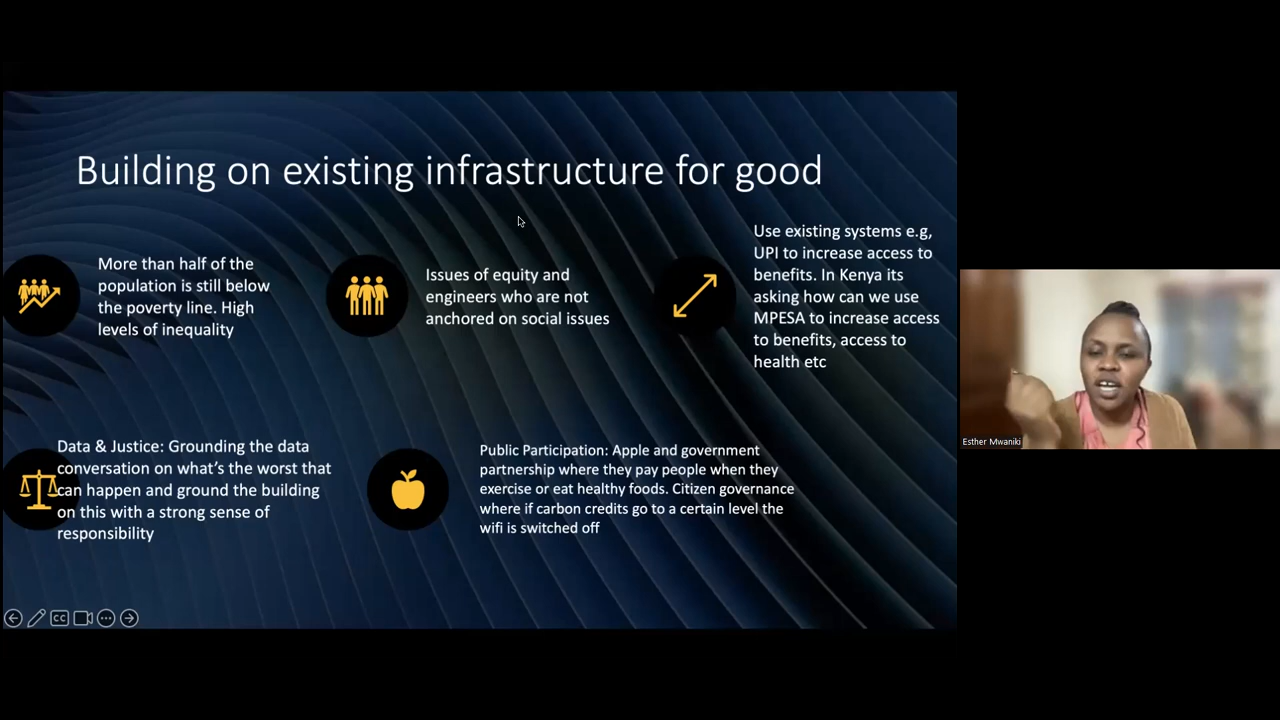 Building on existing infrastructure for good
More than half of the
population is still below
the poverty line. High
levels of inequality
Issues of equity and
engineers who are not
anchored on social issues
Use existing systems e.g,
UPI to increase access to
benefits. In Kenya its
asking how can we use
MPESA to increase access
to benefits, access to
health etc
Data & Justice: Grounding the data
conversation on what's the worst that
can happen and ground the building
on this with a strong sense of
responsibility
Public Participation: Apple and government
partnership where they pay people when they
exercise or eat healthy foods. Citizen governance
where if carbon credits go to a certain level the
wifi is switched off
CC
Esther Mwaniki